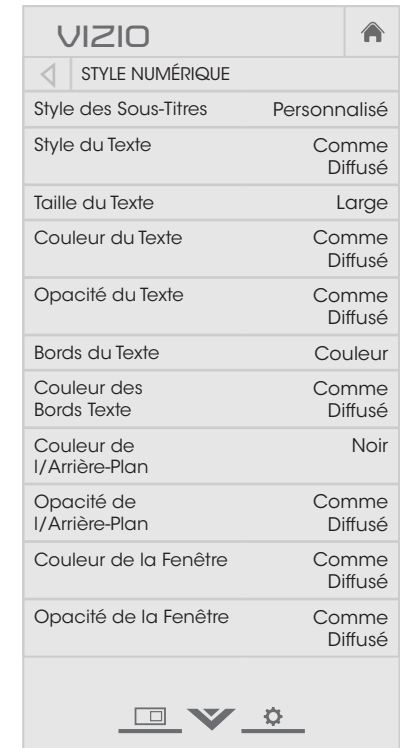 VIZIO
STYLE NUMÉRIQUE
Style des Sous-Titres Personnalisé
Style du Texte Comme
Diffusé
Taille du Texte Large
Couleur du Texte Comme
Diffusé
Opacité du Texte Comme
Diffusé
Bords du Texte Couleur
Couleur des Comme
Bords Texte Diffusé
Couleur de Noir
l/Arrière-Plan
Opacité de Comme
l/Arrière-Plan Diffusé
Couleur de la Fenêtre Comme
Diffusé
Opacité de la Fenêtre Comme
Diffusé